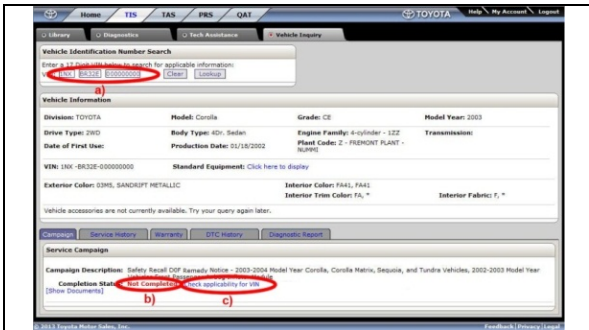 Home TIS TAS PRS QAT TOYOTA Help My Account Logout
Library Diagnostics Tech Assistance Vehicle Inquiry
Vehicle Identification Number Search
Enter a 17 Digit VIN below to search for applicable information:
VIN: 1NX BR32E 000000000 Clear Lookup
a)
Vehicle Information
Division: TOYOTA Model: Corolla Grade: CE Model Year: 2003
Drive Type: 2WD Body Type: 4Dr. Sedan Engine Family: 4-cylinder - 1ZZ Transmission:
Date of First Use: Production Date: 01/18/2002 Plant Code: Z - FREMONT PLANT -
NUMMI
VIN: 1NX -BR32E-000000000 Standard Equipment: Click here to display
Exterior Color: 03M5, SANDRIFT METALLIC Interior Color: FA41, FA41
Interior Trim Color: FA, * Interior Fabric: F, *
Vehicle accessories are not currently available. Try your query again later.
Campaign Service History Warranty DTC History Diagnostic Report
Service Campaign
Campaign Description: Safety Recall D0F Remedy Notice - 2003-2004 Model Year Corolla, Corolla Matrix, Sequoia, and Tundra Vehicles, 2002-2003 Model Year
Completion Status: Not Completed Check applicability for VIN
[Show Documents]
b) c)
© 2013 Toyota Motor Sales, Inc. Feedback Privacy Legal